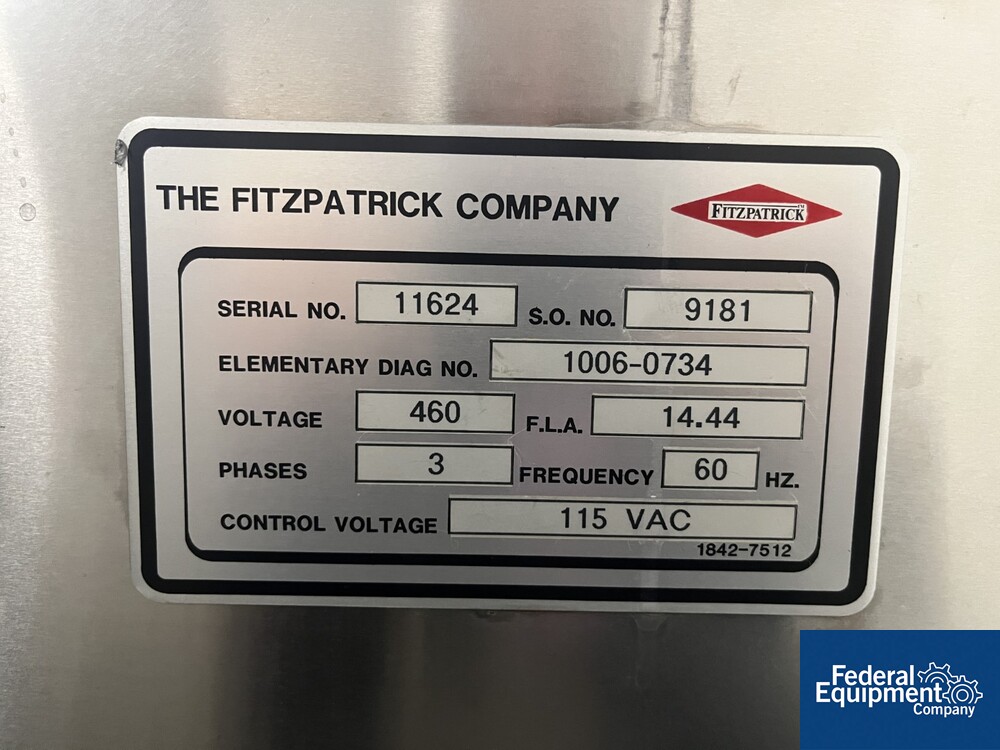 THE FITZPATRICK COMPANY
FITZPATRICK™
SERIAL NO. 11624 S.O. NO. 9181
ELEMENTARY DIAG NO. 1006-0734
VOLTAGE 460 F.L.A. 14.44
PHASES 3 FREQUENCY 60 HZ.
CONTROL VOLTAGE 115 VAC
1842-7512
Federal
Equipment
Company